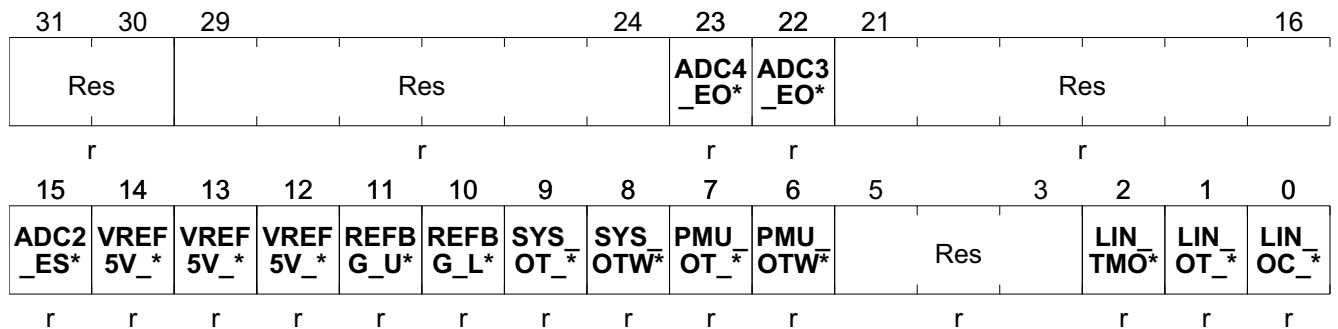 31 30 29 24 23 22 21 16
Res Res ADC4 ADC3 Res
_EO* _EO*
r r r r r
15 14 13 12 11 10 9 8 7 6 5 3 2 1 0
ADC2 VREF VREF VREF REFB REFB SYS_ SYS_ PMU_ PMU_ Res LIN_ LIN_ LIN_
_ES* 5V_* 5V_* 5V_* G_U* G_L* OT_* OTW* OT_* OTW* TMO* OT_* OC_*
r r r r r r r r r r r r r r